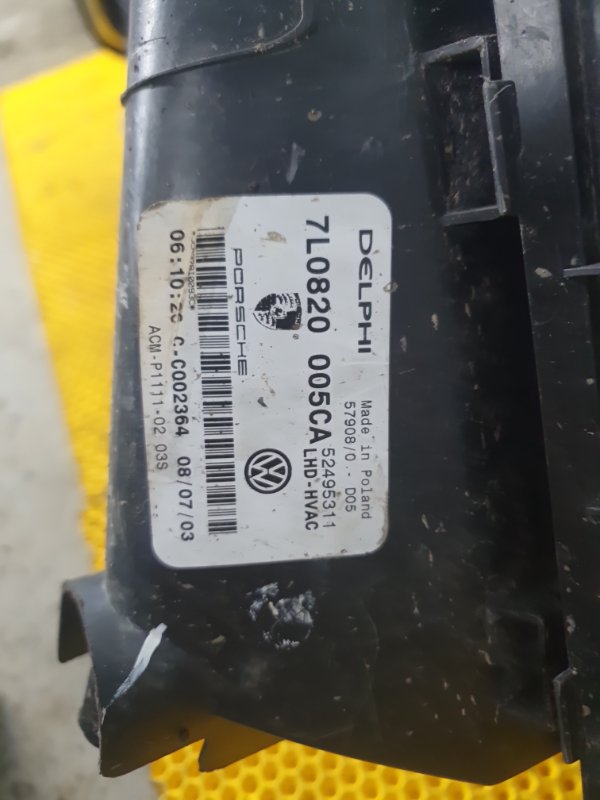 DELPHI
Made in Poland
57908/0 .. D05
7L0820 005CA
52495311
LHD-HVAC
PORSCHE
06:10:28 C-C002364 08/07/03
ACM-P1111-02 03S